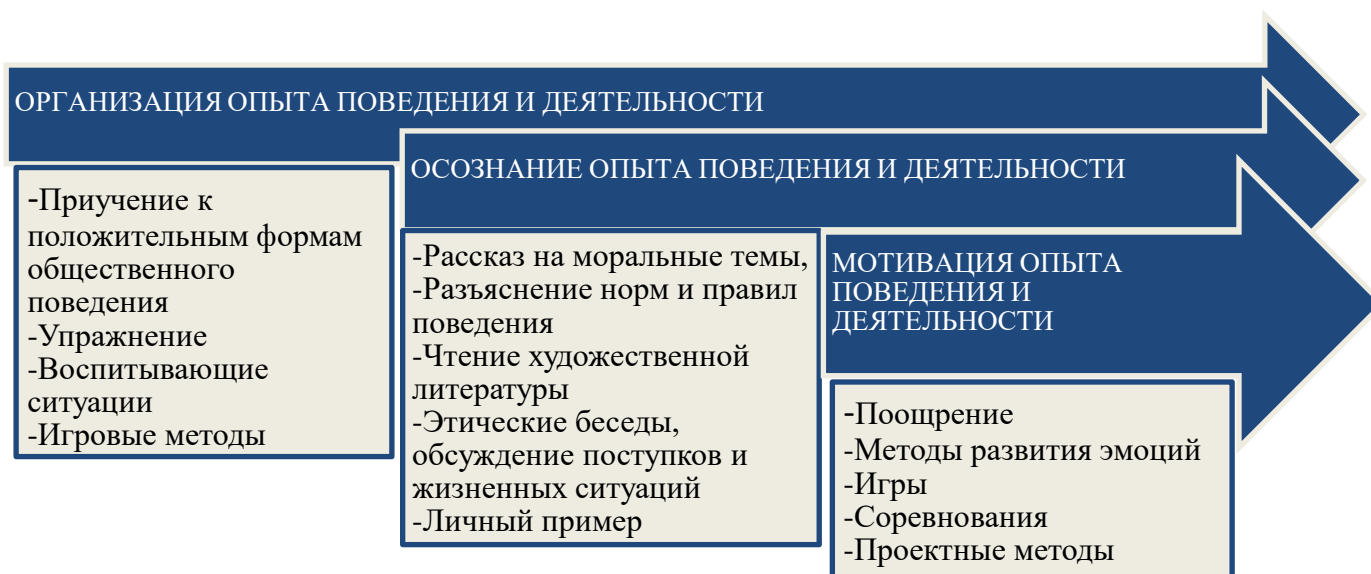 ОРГАНИЗАЦИЯ ОПЫТА ПОВЕДЕНИЯ И ДЕЯТЕЛЬНОСТИ
-Приучение к
положительным формам
общественного
поведения
-Упражнение
-Воспитывающие
ситуации
-Игровые методы
ОСОЗНАНИЕ ОПЫТА ПОВЕДЕНИЯ И ДЕЯТЕЛЬНОСТИ
-Рассказ на моральные темы,
-Разъяснение норм и правил
поведения
-Чтение художественной
литературы
-Этические беседы,
обсуждение поступков и
жизненных ситуаций
-Личный пример
МОТИВАЦИЯ ОПЫТА
ПОВЕДЕНИЯ И
ДЕЯТЕЛЬНОСТИ
-Поощрение
-Методы развития эмоций
-Игры
-Соревнования
-Проектные методы